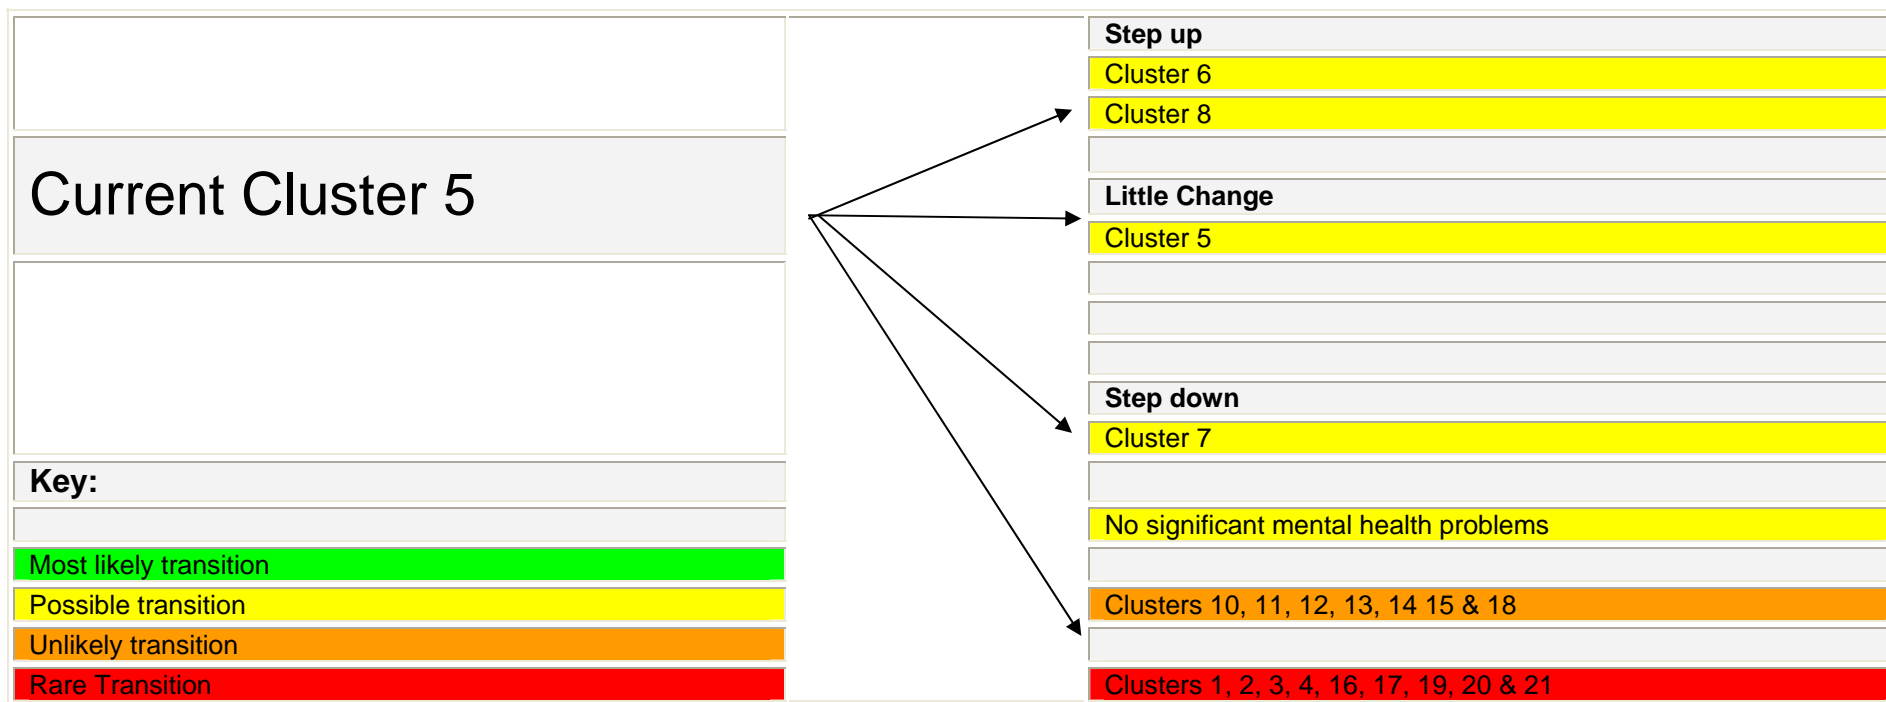 Current Cluster 5
Key:
Most likely transition
Possible transition
Unlikely transition
Rare Transition
Step up
Cluster 6
Cluster 8
Little Change
Cluster 5
Step down
Cluster 7
No significant mental health problems
Clusters 10, 11, 12, 13, 14 15 & 18
Clusters 1, 2, 3, 4, 16, 17, 19, 20 & 21